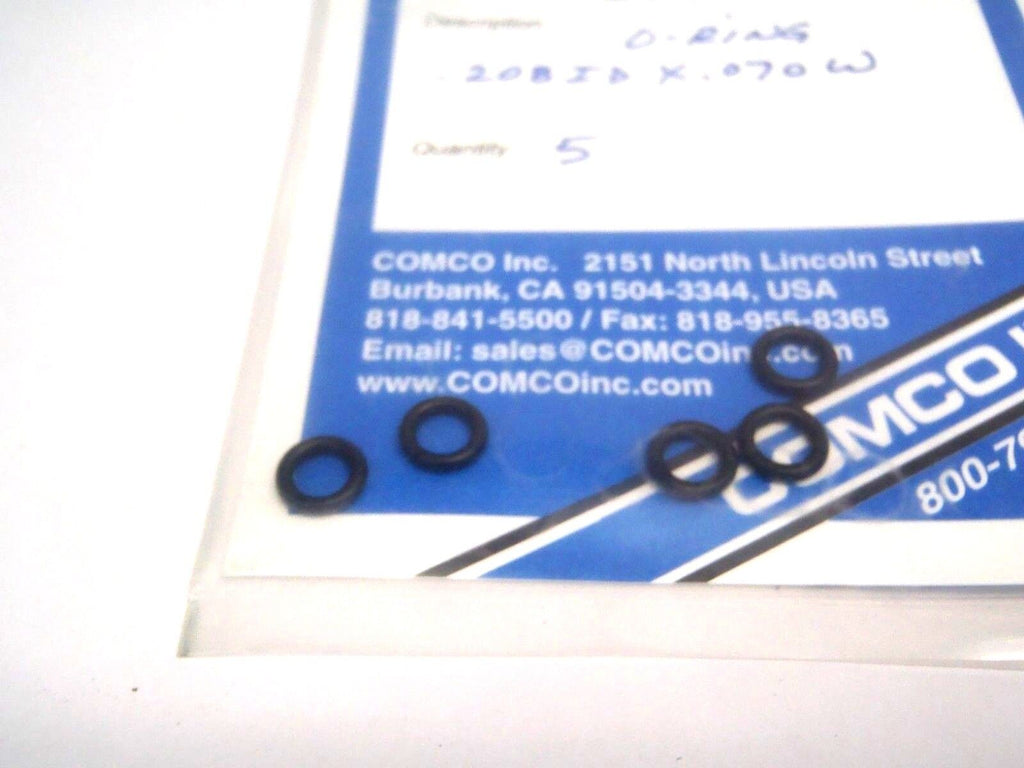 Description O-RING
.208 ID X .070 W
Quantity 5
COMCO Inc. 2151 North Lincoln Street
Burbank, CA 91504-3344, USA
818-841-5500 / Fax: 818-955-8365
Email: sales@COMCOinc.com
www.COMCOinc.com
COMCO
800-79